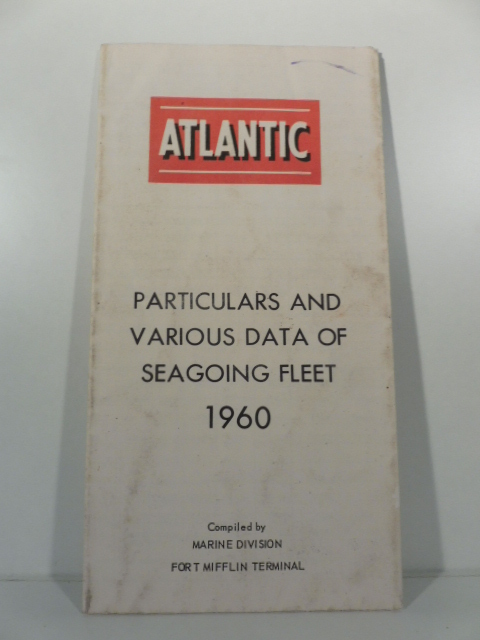 ATLANTIC
PARTICULARS AND
VARIOUS DATA OF
SEAGOING FLEET
1960
Compiled by
MARINE DIVISION
FORT MIFFLIN TERMINAL